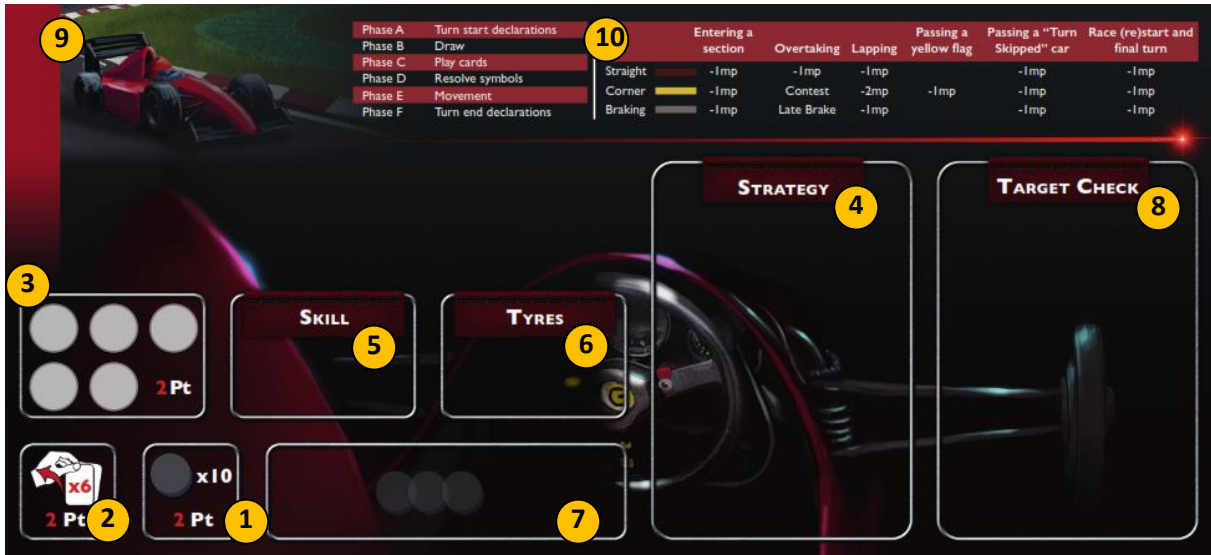 9
Phase A Turn start declarations
Phase B Draw
Phase C Play cards
Phase D Resolve symbols
Phase E Movement
Phase F Turn end declarations
10
Entering a section Overtaking Lapping Passing a yellow flag Passing a “Turn Skipped” car Race (re)start and final turn
Straight -1mp -1mp -1mp -1mp -1mp
Corner -1mp Contest -2mp -1mp -1mp -1mp
Braking -1mp Late Brake -1mp -1mp -1mp
STRATEGY
4
TARGET CHECK
8
3
2 Pt
SKILL
5
TYRES
6
x6
2 Pt
2
x10
2 Pt
1
7